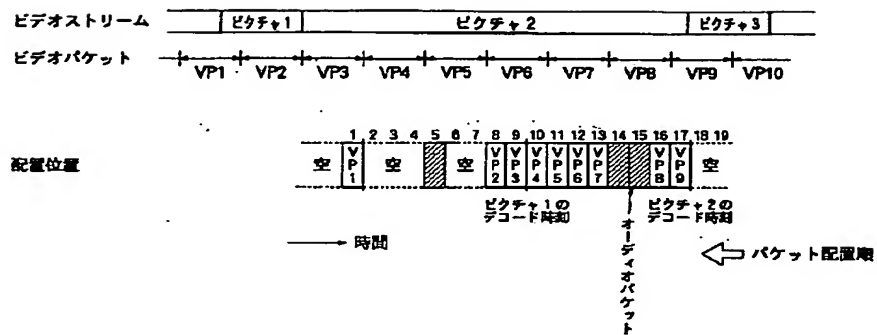 ビデオストリーム ピクチャ1 ピクチャ2 ピクチャ3
ビデオパケット VP1 VP2 VP3 VP4 VP5 VP6 VP7 VP8 VP9 VP10
1 2 3 4 5 6 7 8 9 10 11 12 13 14 15 16 17 18 19
配置位置 空 VP1 空 空 VP2 VP3 VP4 VP5 VP6 VP7 VP8 VP9 空
ピクチャ1の
デコード時刻
ピクチャ2の
デコード時刻
オーディオパケット
時間
パケット配置順